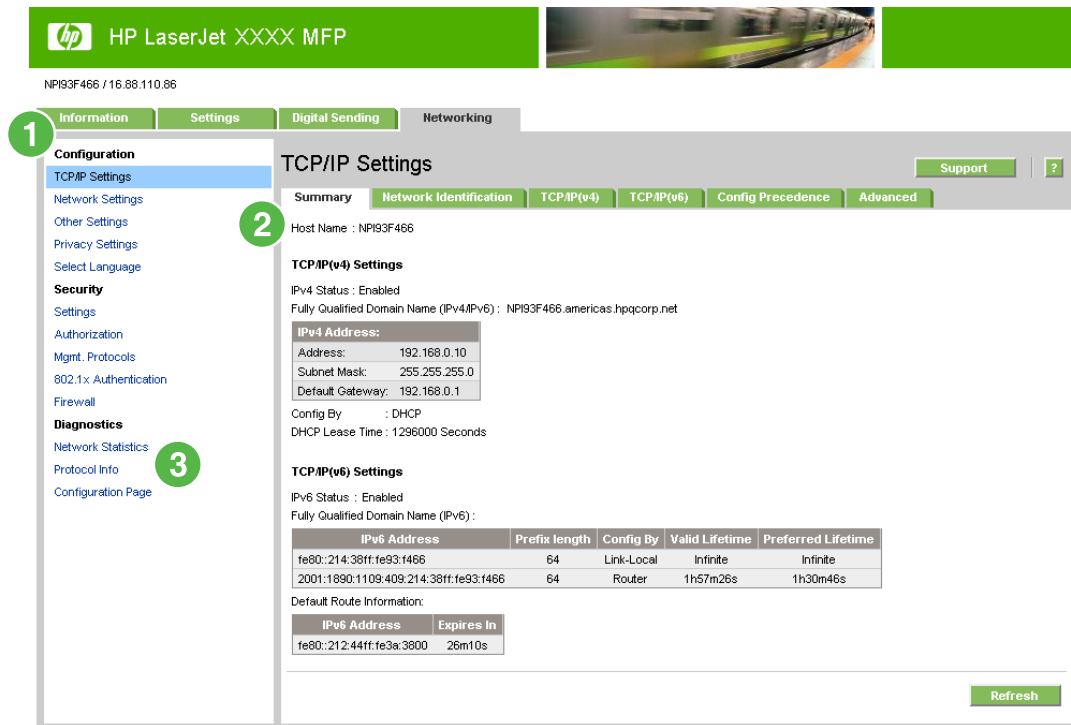 hp HP LaserJet XXXX MFP
NPI93F466 / 16.88.110.86
Information Settings Digital Sending Networking
1
Configuration
TCP/IP Settings
Network Settings
Other Settings
Privacy Settings
Select Language
Security
Settings
Authorization
Mgmt. Protocols
802.1x Authentication
Firewall
Diagnostics
Network Statistics
Protocol Info
3
Configuration Page
TCP/IP Settings
Support ?
Summary Network Identification TCP/IP(v4) TCP/IP(v6) Config Precedence Advanced
2
Host Name : NPI93F466
TCP/IP(v4) Settings
IPv4 Status : Enabled
Fully Qualified Domain Name (IPv4/IPv6) : NPI93F466.americas.hpqcorp.net
IPv4 Address:
Address: 192.168.0.10
Subnet Mask: 255.255.255.0
Default Gateway: 192.168.0.1
Config By : DHCP
DHCP Lease Time : 1296000 Seconds
TCP/IP(v6) Settings
IPv6 Status : Enabled
Fully Qualified Domain Name (IPv6) :
IPv6 Address Prefix length Config By Valid Lifetime Preferred Lifetime
fe80::214:38ff:fe93:f466 64 Link-Local Infinite Infinite
2001:1890:1109:409:214:38ff:fe93:f466 64 Router 1h57m26s 1h30m46s
Default Route Information:
IPv6 Address Expires In
fe80::212:44ff:fe3a:3800 26m10s
Refresh